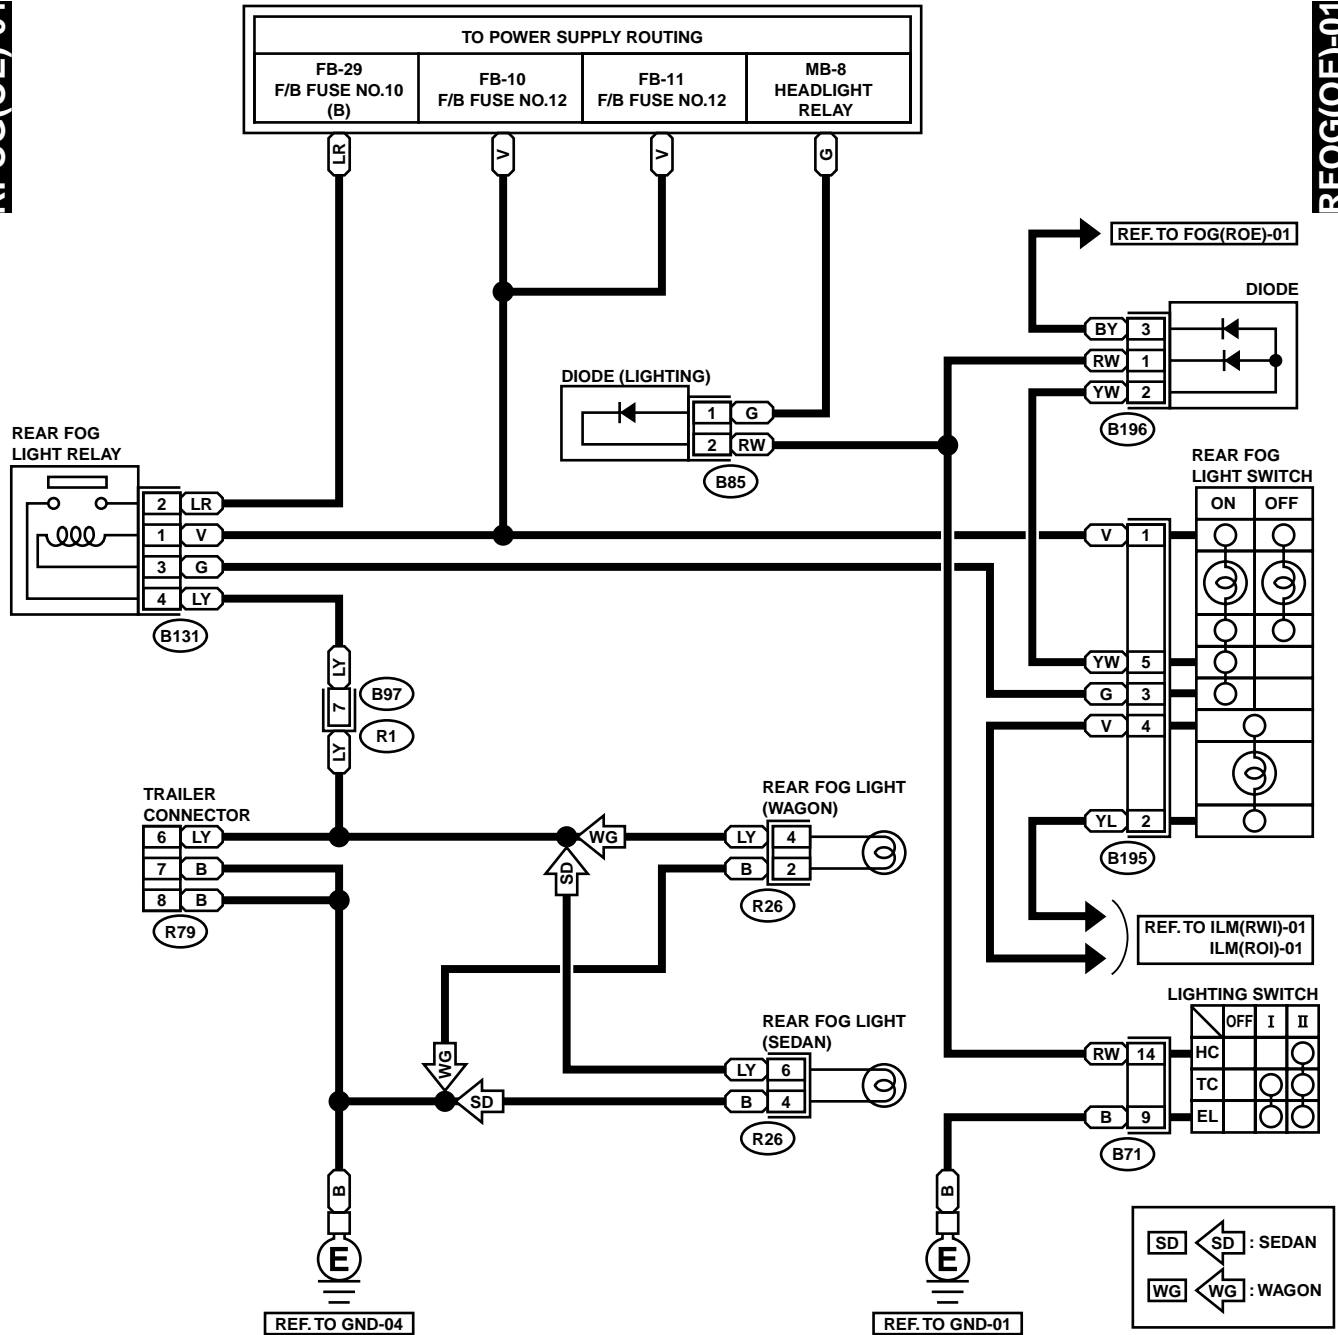 RFOG(OE)-01
RFOG(OE)-01
TO POWER SUPPLY ROUTING
FB-29
F/B FUSE NO.10
(B)
FB-10
F/B FUSE NO.12
FB-11
F/B FUSE NO.12
MB-8
HEADLIGHT
RELAY
LR
V
V
G
REF. TO FOG(ROE)-01
DIODE
BY 3
RW 1
YW 2
B196
DIODE (LIGHTING)
1 G
2 RW
B85
REAR FOG
LIGHT RELAY
2 LR
1 V
3 G
4 LY
B131
REAR FOG
LIGHT SWITCH
ON OFF
V 1
YW 5
G 3
V 4
YL 2
B195
LY
7
B97
R1
LY
TRAILER
CONNECTOR
6 LY
7 B
8 B
R79
WG
SD
REAR FOG LIGHT
(WAGON)
LY 4
B 2
R26
REF. TO ILM(RWI)-01
ILM(ROI)-01
WG
SD
REAR FOG LIGHT
(SEDAN)
LY 6
B 4
R26
LIGHTING SWITCH
OFF I II
RW 14 HC
TC
B 9 EL
B71
B
E
REF. TO GND-04
B
E
REF. TO GND-01
SD SD : SEDAN
WG WG : WAGON